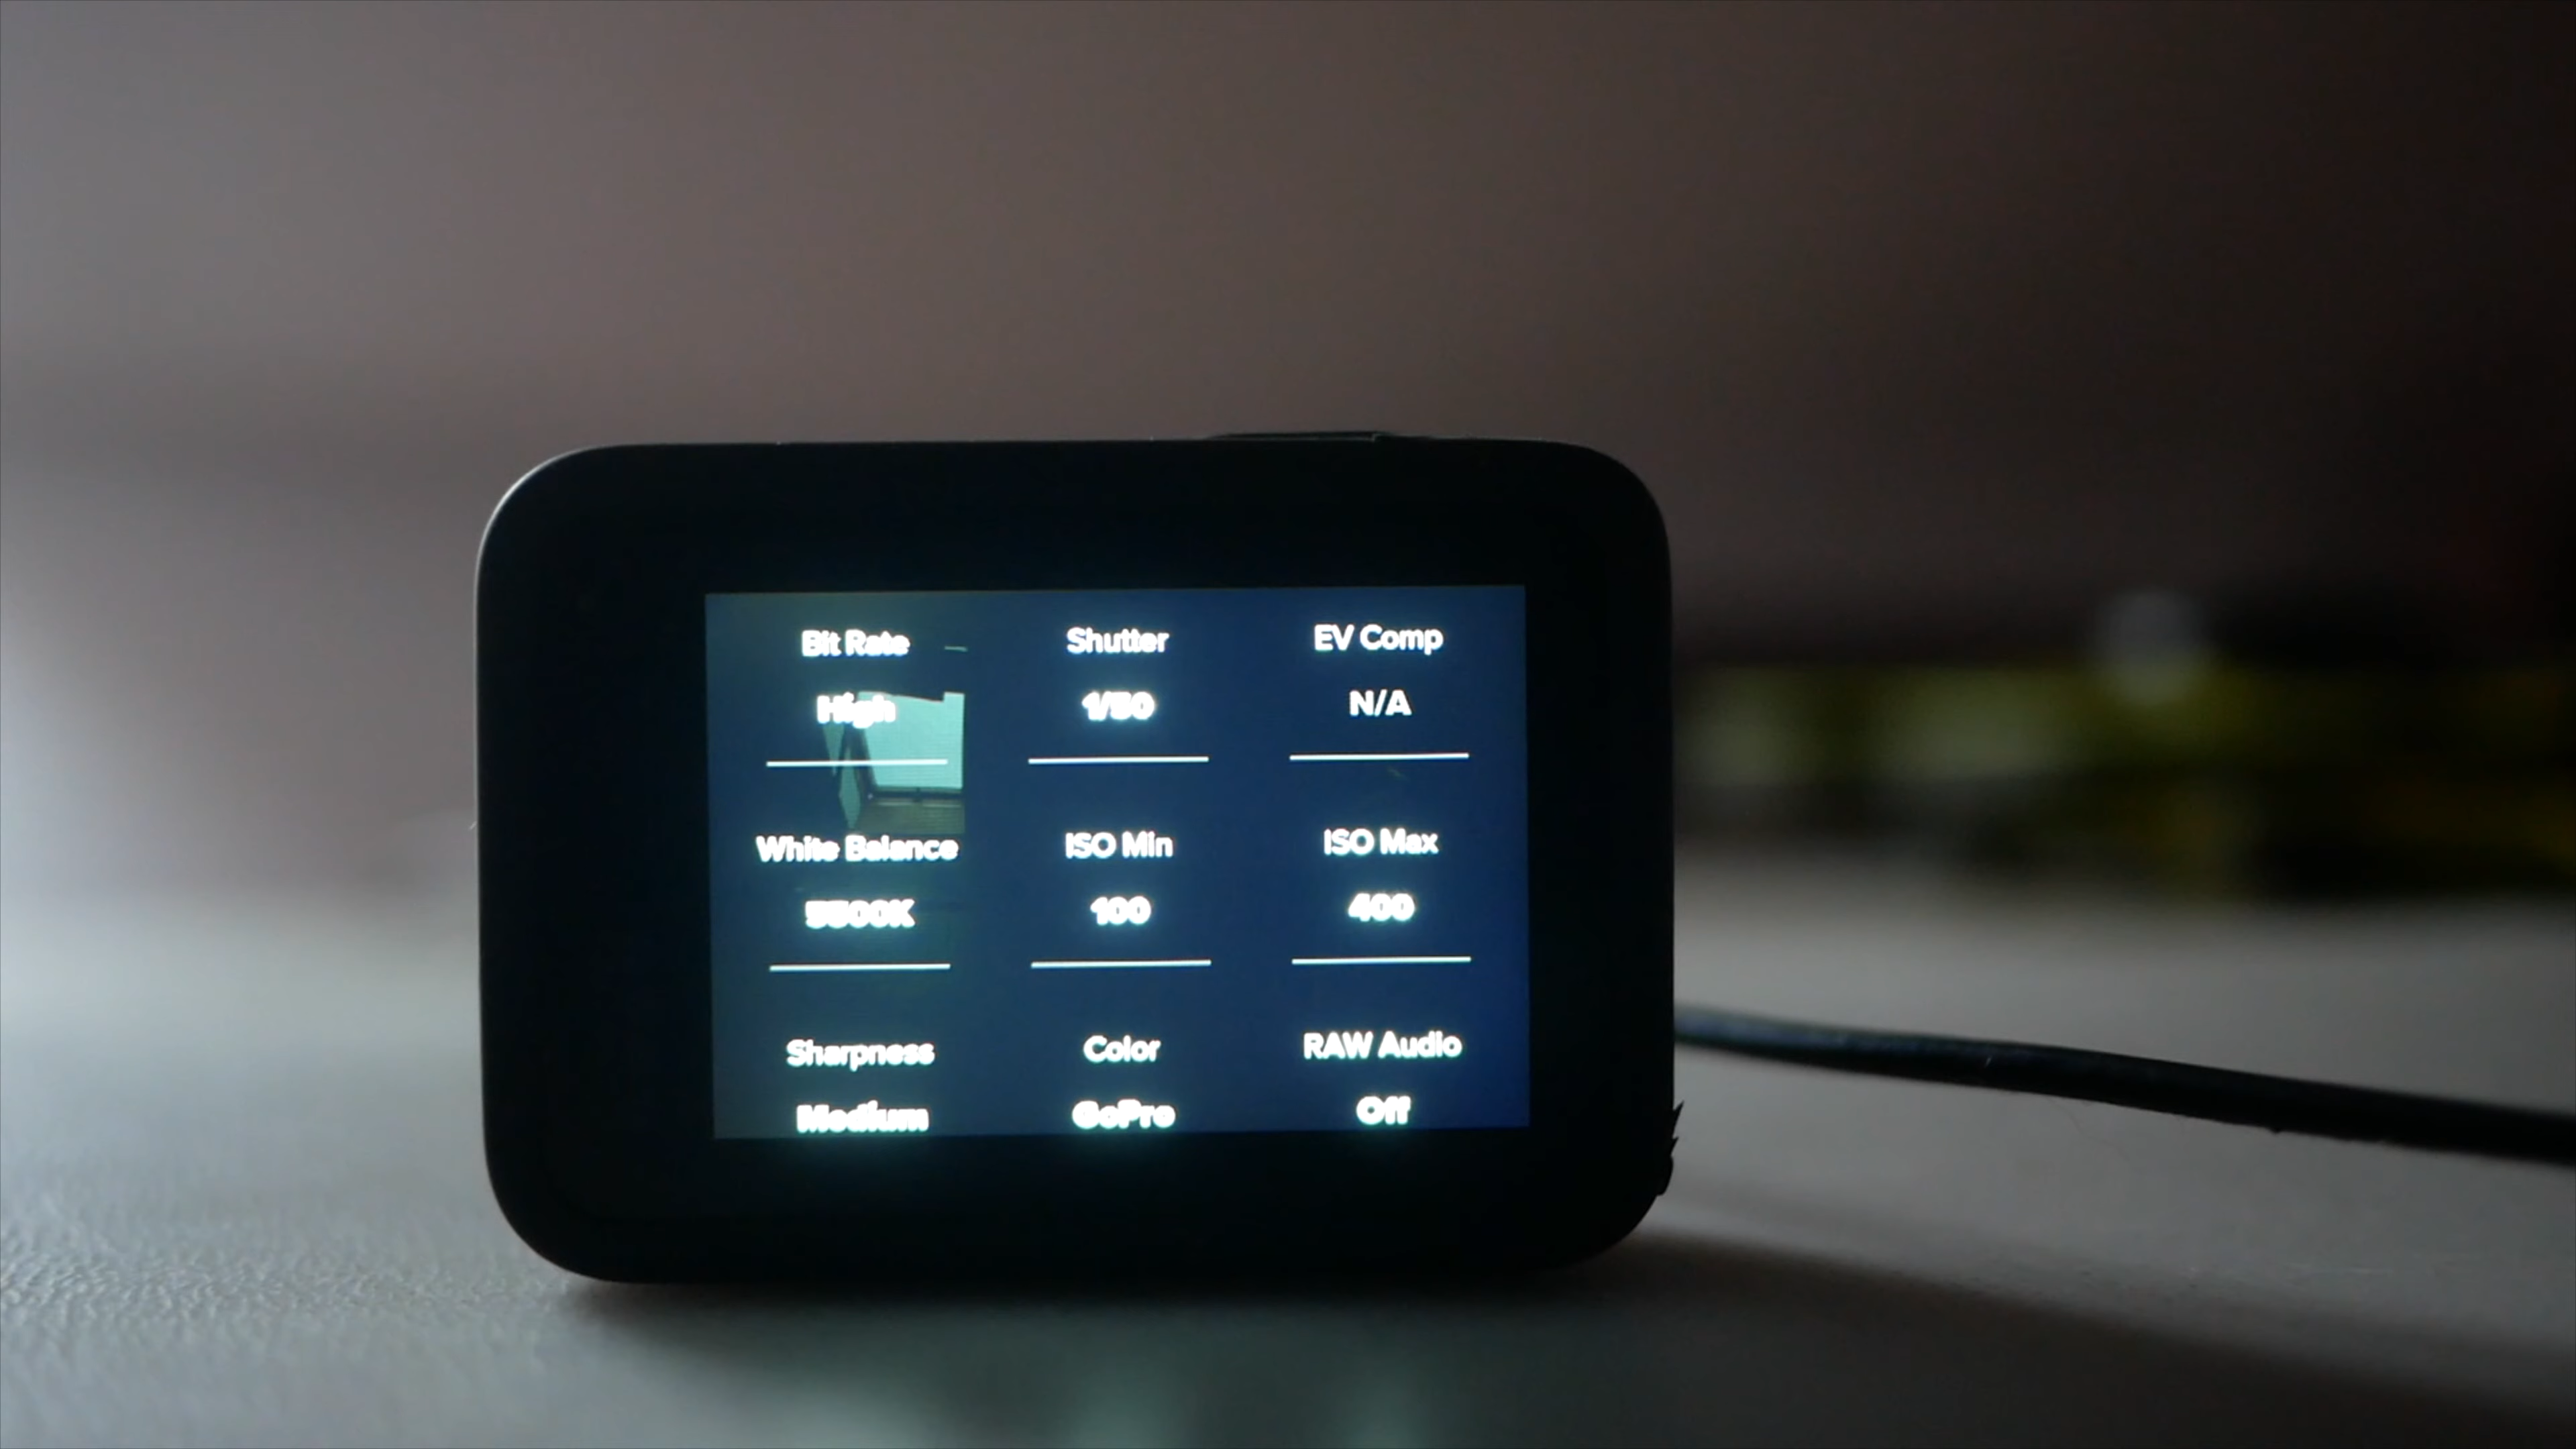 Bit Rate Shutter EV Comp
High 1/50 N/A
White Balance ISO Min ISO Max
5500K 100 400
Sharpness Color RAW Audio
Medium GoPro Off